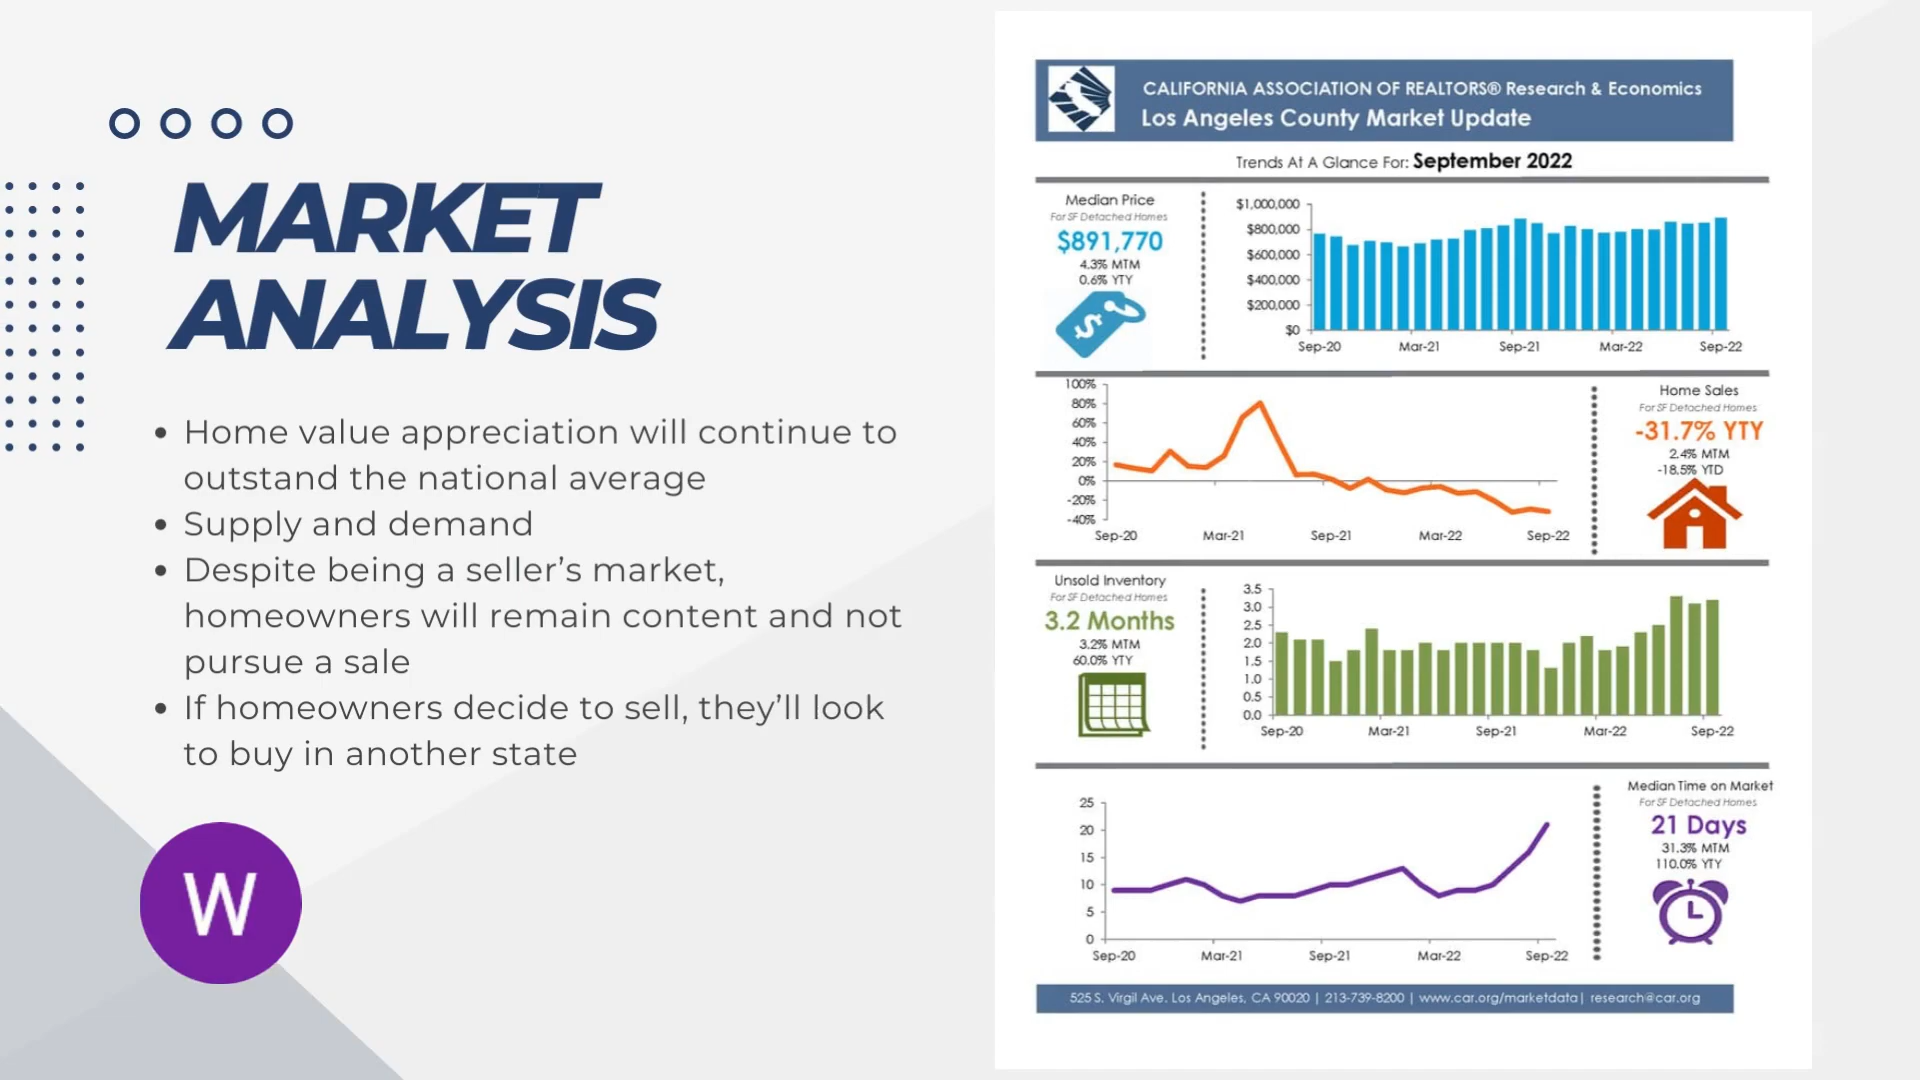 MARKET
ANALYSIS
• Home value appreciation will continue to
outstand the national average
• Supply and demand
• Despite being a seller’s market,
homeowners will remain content and not
pursue a sale
• If homeowners decide to sell, they’ll look
to buy in another state
W
CALIFORNIA ASSOCIATION OF REALTORS® Research & Economics
Los Angeles County Market Update
Trends At A Glance For: September 2022
Median Price
For SF Detached Homes
$891,770
4.3% MTM
0.6% YTY
$
$1,000,000
$800,000
$600,000
$400,000
$200,000
$0
Sep-20 Mar-21 Sep-21 Mar-22 Sep-22
100%
80%
60%
40%
20%
0%
-20%
-40%
Sep-20 Mar-21 Sep-21 Mar-22 Sep-22
Home Sales
For SF Detached Homes
-31.7% YTY
2.4% MTM
-18.5% YTD
Unsold Inventory
For SF Detached Homes
3.2 Months
3.2% MTM
60.0% YTY
3.5
3.0
2.5
2.0
1.5
1.0
0.5
0.0
Sep-20 Mar-21 Sep-21 Mar-22 Sep-22
25
20
15
10
5
0
Sep-20 Mar-21 Sep-21 Mar-22 Sep-22
Median Time on Market
For SF Detached Homes
21 Days
31.3% MTM
110.0% YTY
525 S. Virgil Ave. Los Angeles, CA 90020 | 213-739-8200 | www.car.org/marketdata | research@car.org